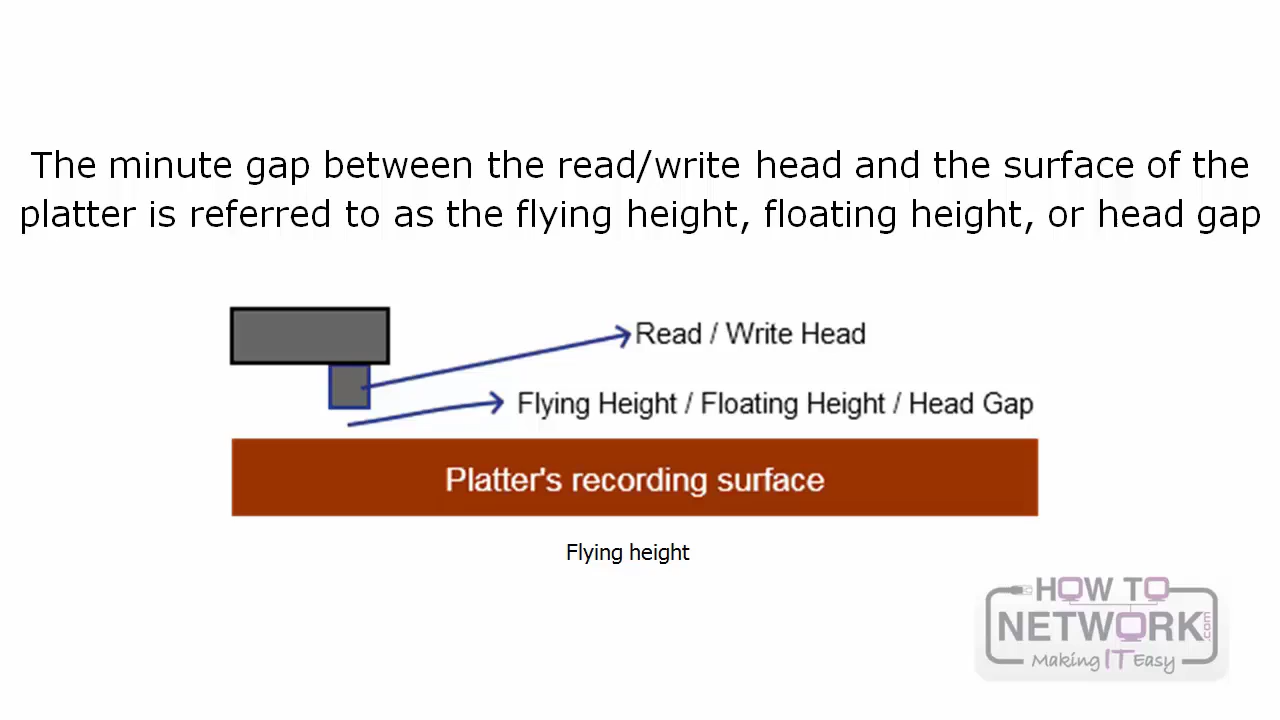 The minute gap between the read/write head and the surface of the
platter is referred to as the flying height, floating height, or head gap
Read / Write Head
Flying Height / Floating Height / Head Gap
Platter's recording surface
Flying height
HOW TO
NETWORK.com
Making IT Easy